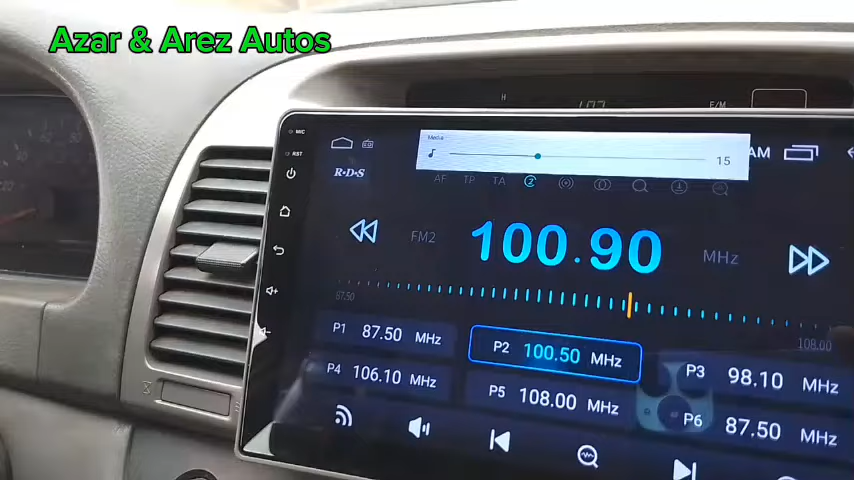 Azar & Arez Autos
H
F/M
MIC
RST
Media
15
AM
R·D·S
AF TP TA
FM2
100.90
MHz
87.50
108.00
P1 87.50 MHz
P2 100.50 MHz
P3 98.10 MHz
P4 106.10 MHz
P5 108.00 MHz
P6 87.50 MHz